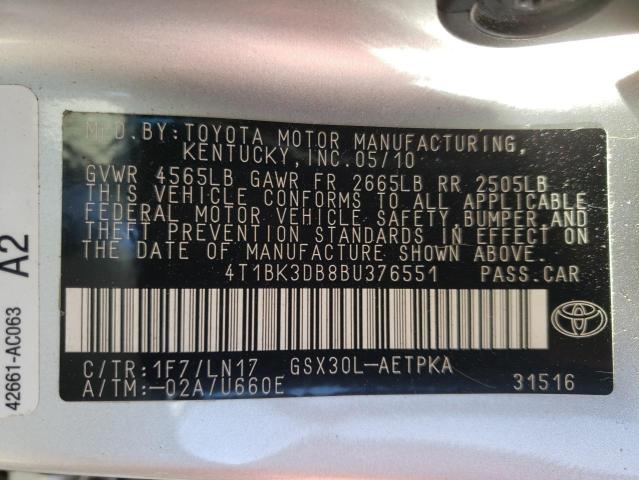 MFD. BY: TOYOTA MOTOR MANUFACTURING,
KENTUCKY, INC. 05/10
GVWR 4565LB GAWR FR 2665LB RR 2505LB
THIS VEHICLE CONFORMS TO ALL APPLICABLE
FEDERAL MOTOR VEHICLE SAFETY, BUMPER AND
THEFT PREVENTION STANDARDS IN EFFECT ON
THE DATE OF MANUFACTURE SHOWN ABOVE.
4T1BK3DB8BU376551 PASS.CAR
C/TR:1F7/LN17 GSX30L-AETPKA
A/TM:-02A/U660E 31516
42661-AC063 A2